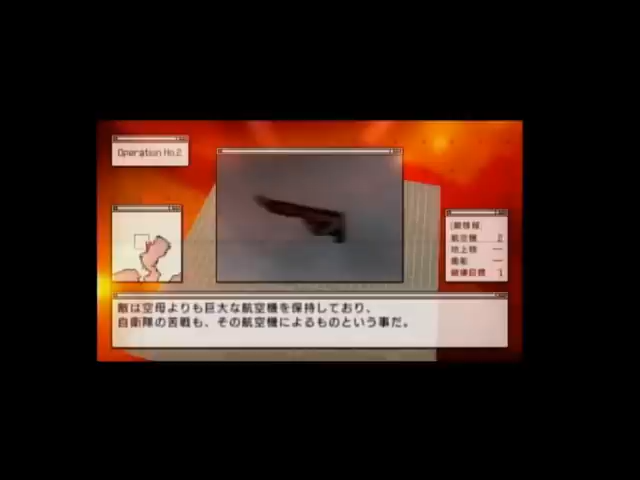 Operation No.2
[敵情報]
航空機 2
地上物 ―
艦船 ―
破壊目標 1
敵は空母よりも巨大な航空機を保持しており、
自衛隊の苦戦も、その航空機によるものという事だ。